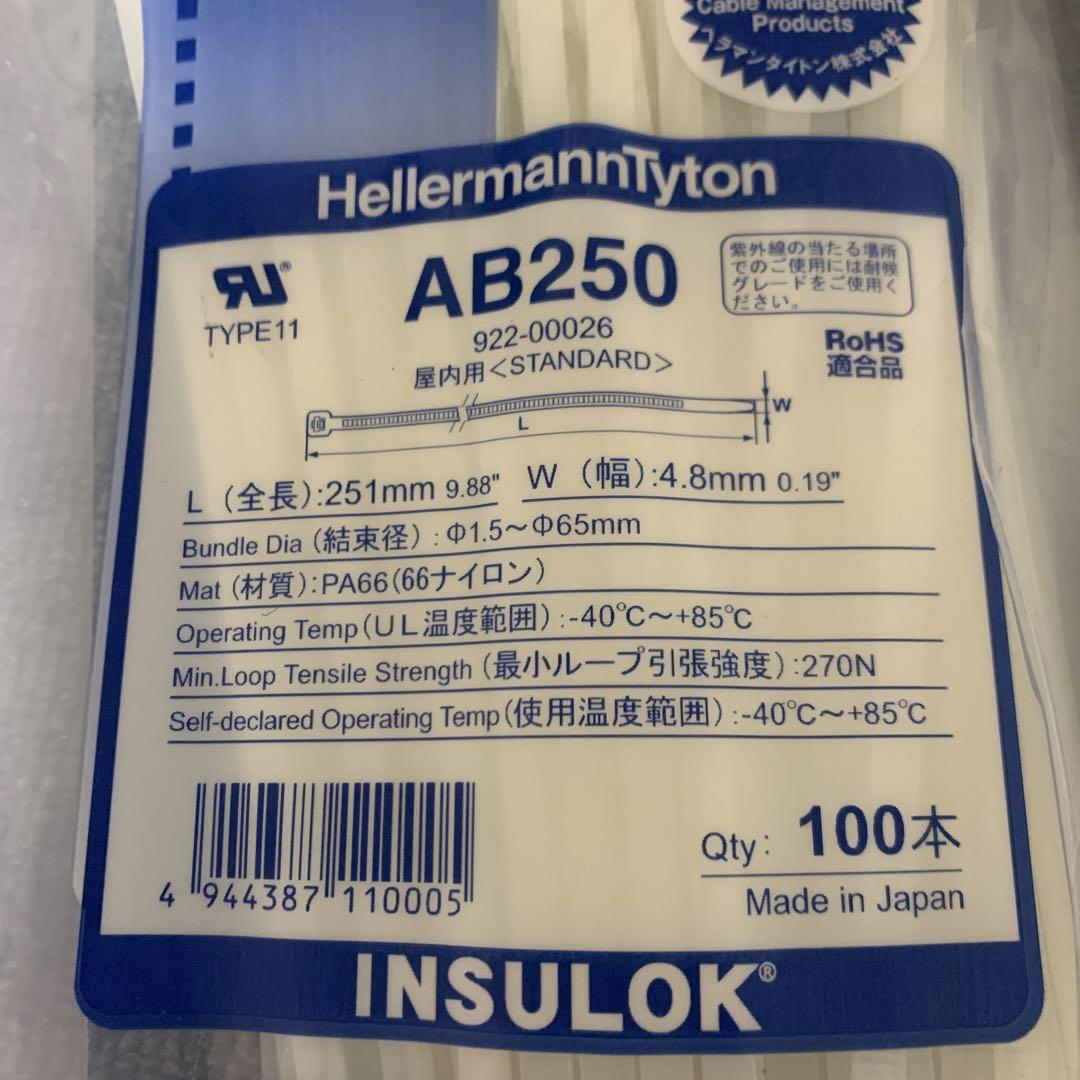 Cable Management
Products
ヘラマンタイトン株式会社
HellermannTyton
RU®
TYPE11
AB250
922-00026
屋内用<STANDARD>
紫外線の当たる場所
でのご使用には耐候
グレードをご使用く
ださい。
RoHS
適合品
W
L
L (全長):251mm 9.88" W (幅):4.8mm 0.19"
Bundle Dia (結束径) : Φ1.5~Φ65mm
Mat (材質):PA66(66ナイロン)
Operating Temp(UL温度範囲):-40℃~+85℃
Min.Loop Tensile Strength (最小ループ引張強度):270N
Self-declared Operating Temp(使用温度範囲):-40℃~+85℃
4 944387 110005
Qty: 100本
Made in Japan
INSULOK®